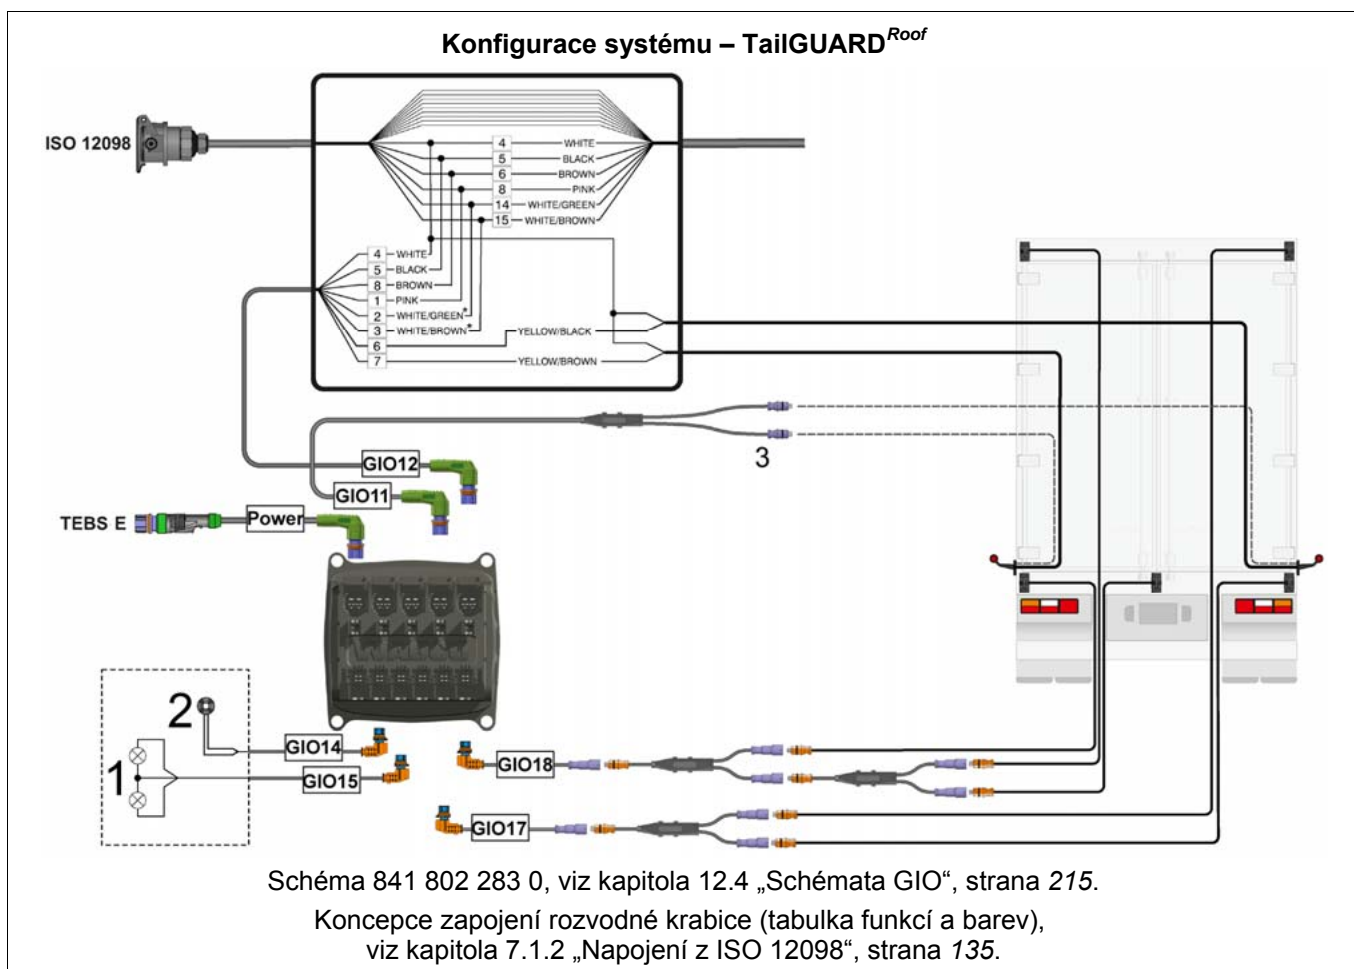 Konfigurace systému – TailGUARD Roof
ISO 12098
4 WHITE
5 BLACK
6 BROWN
8 PINK
14 WHITE/GREEN
15 WHITE/BROWN
4 WHITE
5 BLACK
8 BROWN
1 PINK
2 WHITE/GREEN*
3 WHITE/BROWN*
6 YELLOW/BLACK
7 YELLOW/BROWN
3
GIO12
GIO11
TEBS E
Power
2
1
GIO14
GIO15
GIO18
GIO17
Schéma 841 802 283 0, viz kapitola 12.4 „Schémata GIO“, strana 215.
Koncepce zapojení rozvodné krabice (tabulka funkcí a barev),
viz kapitola 7.1.2 „Napojení z ISO 12098“, strana 135.